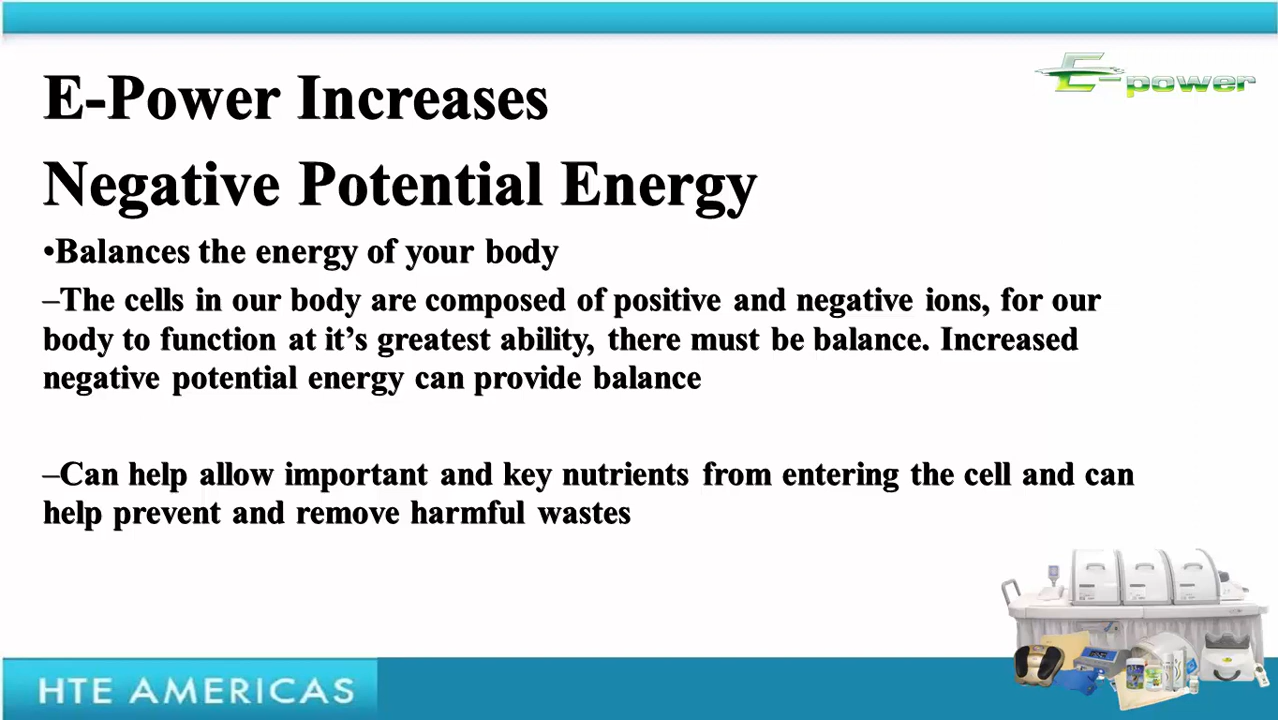 E-power
E-Power Increases
Negative Potential Energy
•Balances the energy of your body
–The cells in our body are composed of positive and negative ions, for our
body to function at it’s greatest ability, there must be balance. Increased
negative potential energy can provide balance
–Can help allow important and key nutrients from entering the cell and can
help prevent and remove harmful wastes
HTE AMERICAS